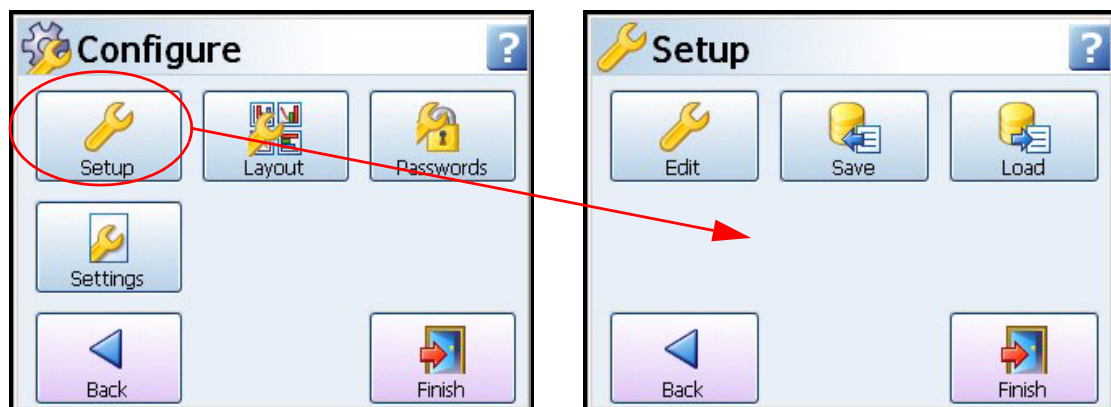 Configure ?
Setup Layout Passwords
Settings
Back Finish
Setup ?
Edit Save Load
Back Finish